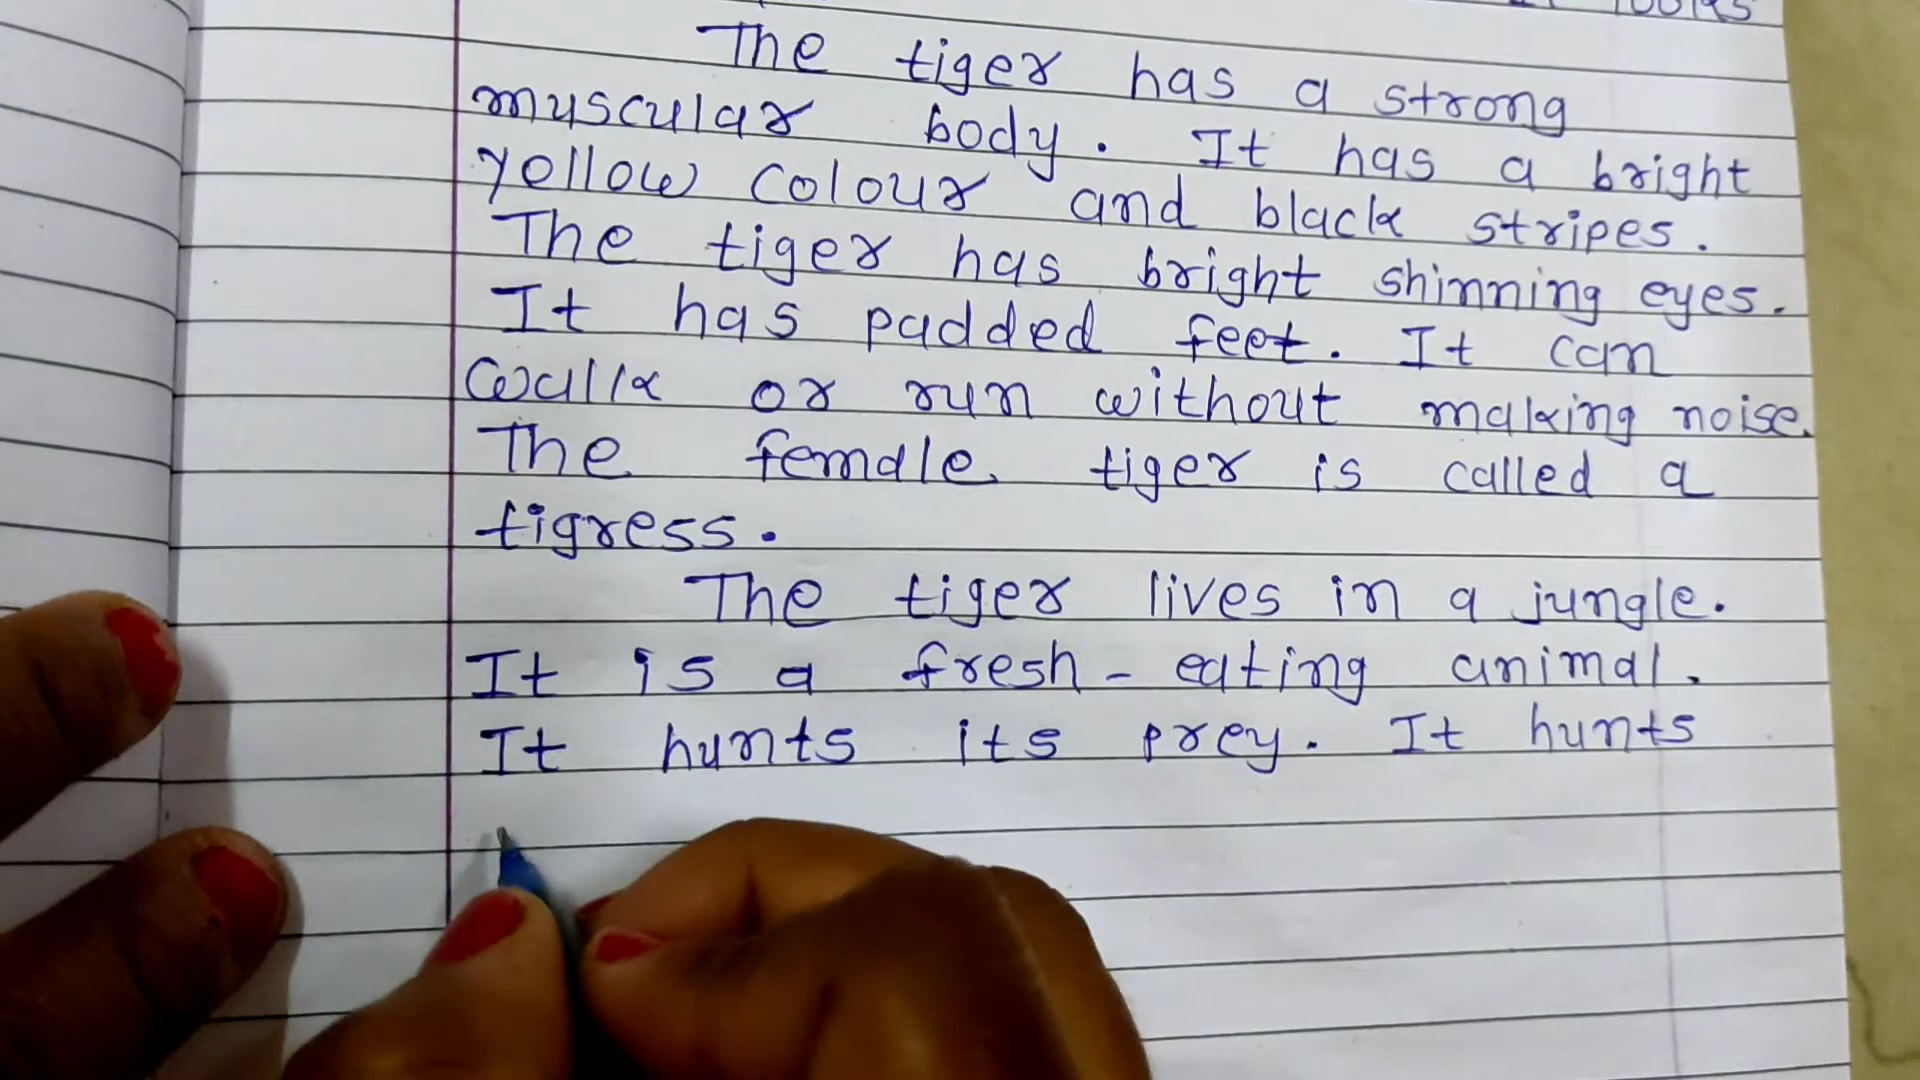 The tiger has a strong
muscular body. It has a bright
yellow colour and black stripes.
The tiger has bright shinning eyes.
It has padded feet. It can
walk or run without making noise.
The female tiger is called a
tigress.
The tiger lives in a jungle.
It is a fresh-eating animal.
It hunts its prey. It hunts